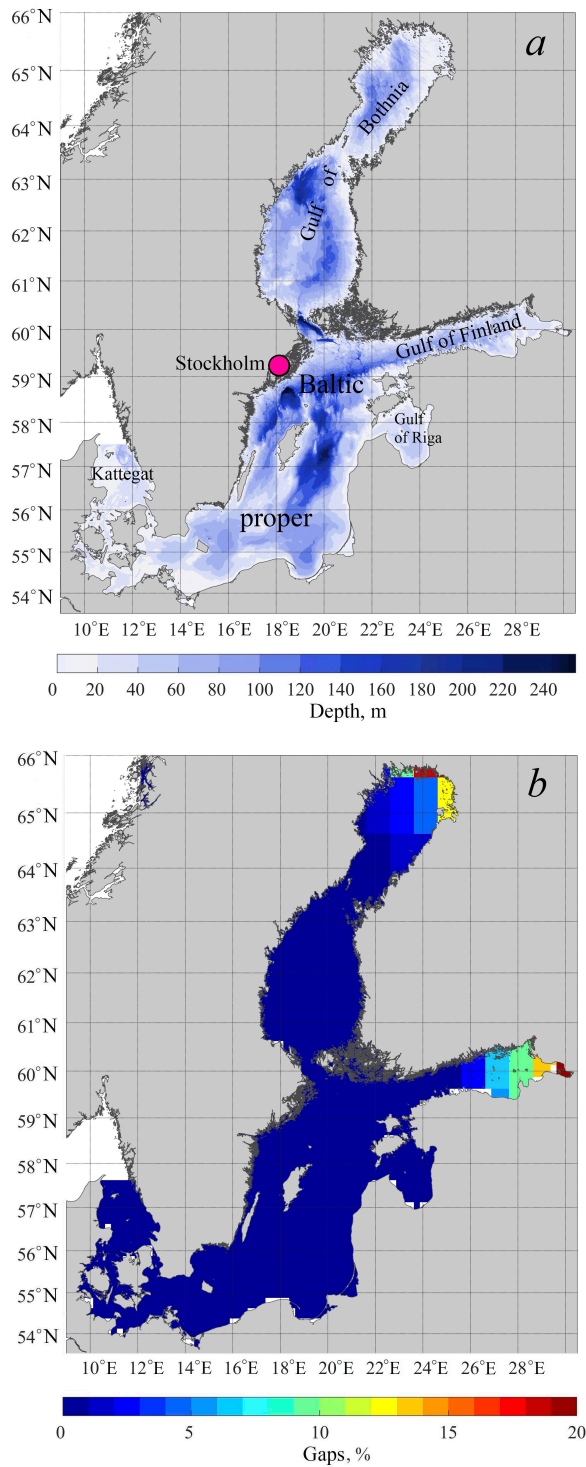 66°N
a
65°N
64°N
63°N
62°N
61°N
60°N
59°N
58°N
57°N
56°N
55°N
54°N
Bothnia
of
Gulf
Gulf of Finland
Stockholm
Baltic
Gulf
of Riga
Kattegat
proper
10°E 12°E 14°E 16°E 18°E 20°E 22°E 24°E 26°E 28°E
0 20 40 60 80 100 120 140 160 180 200 220 240
Depth, m
66°N
b
65°N
64°N
63°N
62°N
61°N
60°N
59°N
58°N
57°N
56°N
55°N
54°N
10°E 12°E 14°E 16°E 18°E 20°E 22°E 24°E 26°E 28°E
0 5 10 15 20
Gaps, %